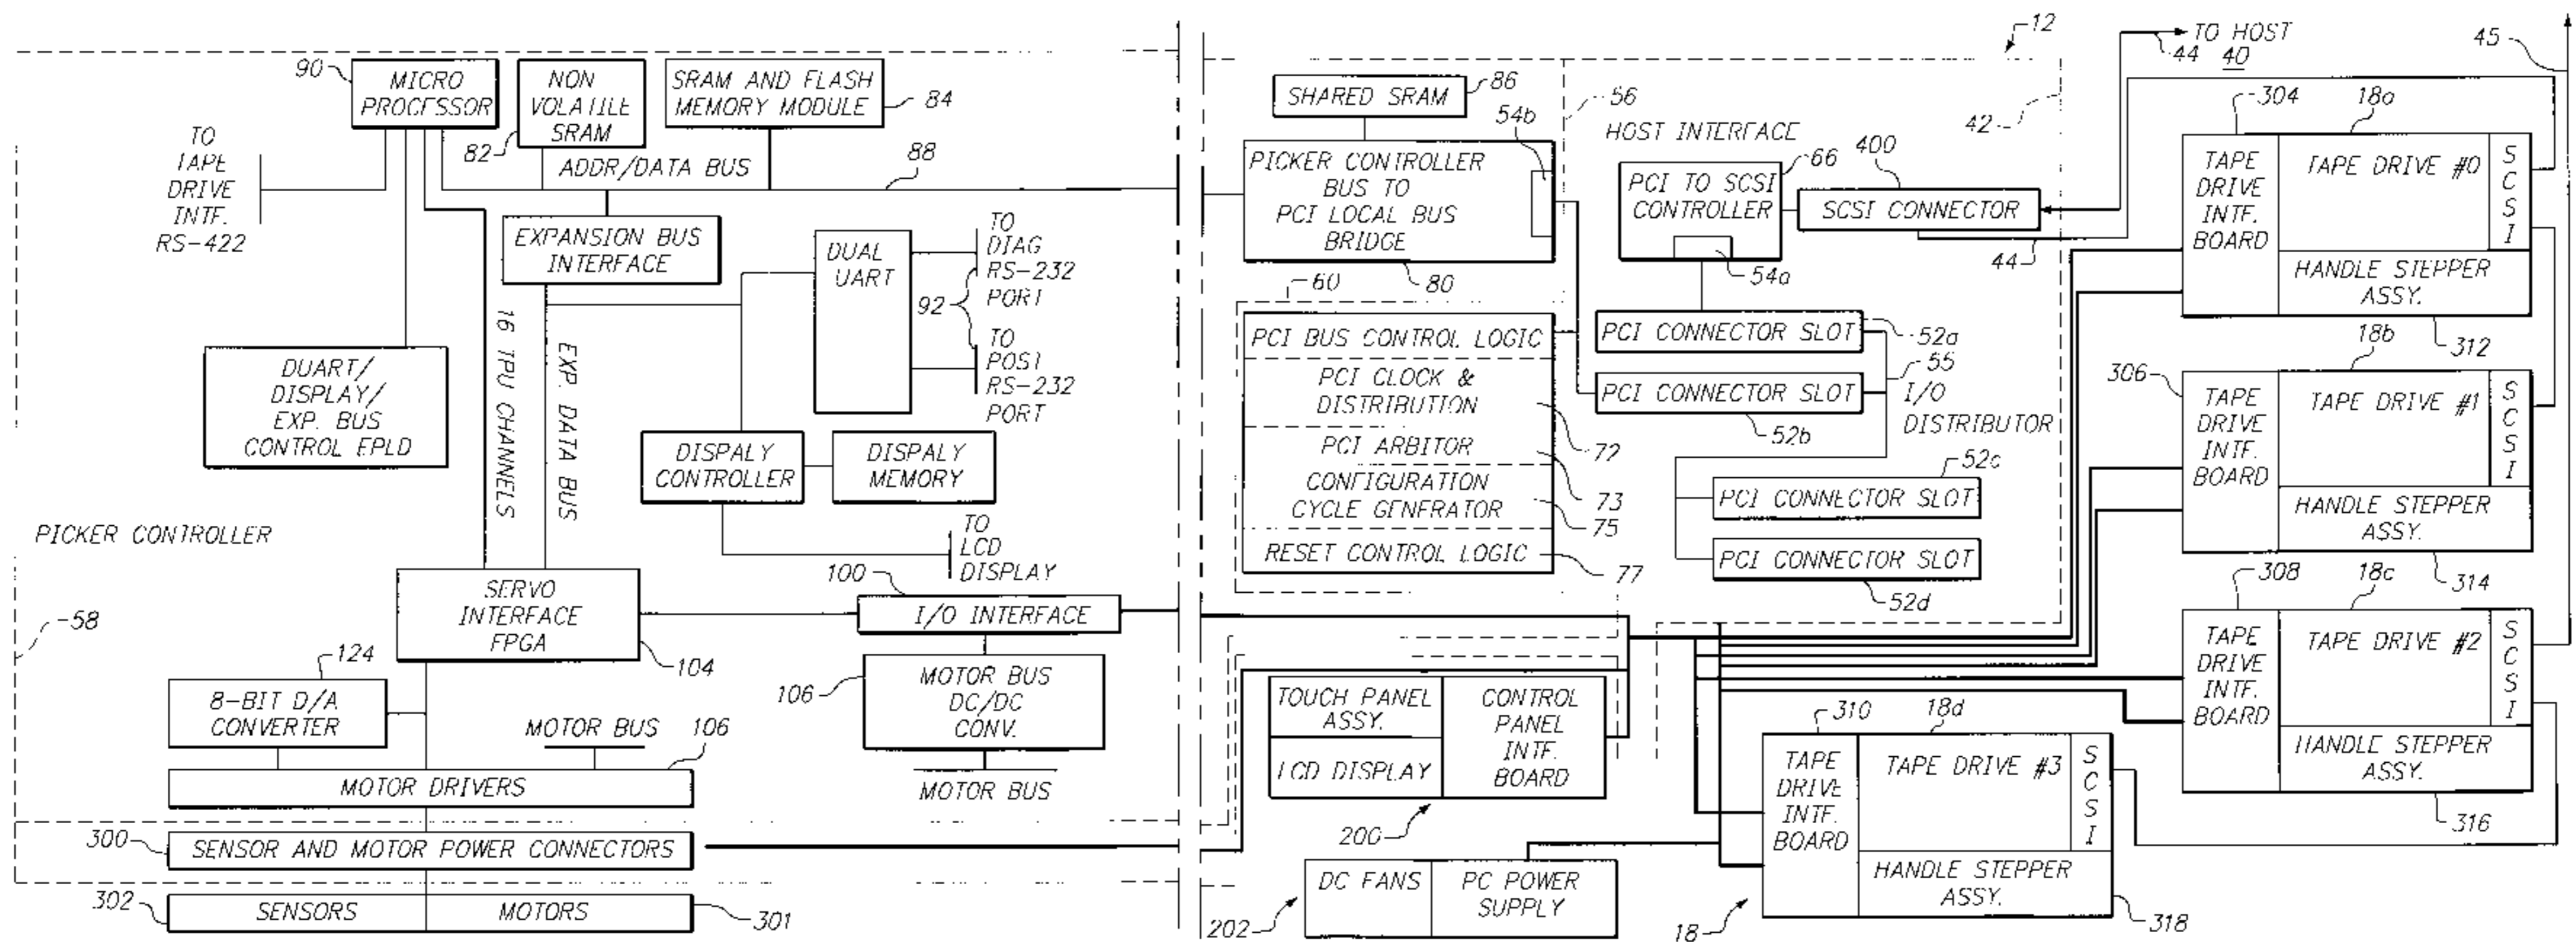 90
MICRO
PROCESSOR
NON
VOLATILE
SRAM
82
SRAM AND FLASH
MEMORY MODULE
84
TO
TAPE
DRIVE
INTF.
RS-422
ADDR/DATA BUS
88
EXPANSION BUS
INTERFACE
DUAL
UART
TO
DIAG
RS-232
PORT
92
TO
POST
RS-232
PORT
DUART/
DISPLAY/
EXP. BUS
CONTROL EPLD
16 TPU CHANNELS
EXP. DATA BUS
DISPALY
CONTROLLER
DISPALY
MEMORY
TO
LCD
DISPLAY
PICKER CONTROLLER
58
SERVO
INTERFACE
FPGA
104
100
I/O INTERFACE
106
MOTOR BUS
DC/DC
CONV.
MOTOR BUS
124
8-BIT D/A
CONVERTER
MOTOR BUS
106
MOTOR DRIVERS
300
SENSOR AND MOTOR POWER CONNECTORS
302
SENSORS
MOTORS
301
12
SHARED SRAM
86
PICKER CONTROLLER
BUS TO
PCI LOCAL BUS
BRIDGE
54b
80
56
HOST INTERFACE
42
PCI TO SCSI
CONTROLLER
66
54a
400
SCSI CONNECTOR
44
TO HOST
44
40
45
60
PCI BUS CONTROL LOGIC
PCI CLOCK &
DISTRIBUTION
72
PCI ARBITOR
73
CONFIGURATION
CYCLE GENERATOR
75
RESET CONTROL LOGIC
77
PCI CONNECTOR SLOT
52a
PCI CONNECTOR SLOT
52b
55
I/O
DISTRIBUTOR
PCI CONNECTOR SLOT
52c
PCI CONNECTOR SLOT
52d
TOUCH PANEL
ASSY.
LCD DISPLAY
CONTROL
PANEL
INTF.
BOARD
200
DC FANS
PC POWER
SUPPLY
202
304
18a
TAPE
DRIVE
INTF.
BOARD
TAPE DRIVE #0
SCSI
HANDLE STEPPER
ASSY.
312
306
18b
TAPE
DRIVE
INTF.
BOARD
TAPE DRIVE #1
SCSI
HANDLE STEPPER
ASSY.
314
308
18c
TAPE
DRIVE
INTF.
BOARD
TAPE DRIVE #2
SCSI
HANDLE STEPPER
ASSY.
316
310
18d
TAPE
DRIVE
INTF.
BOARD
TAPE DRIVE #3
SCSI
HANDLE STEPPER
ASSY.
318
18